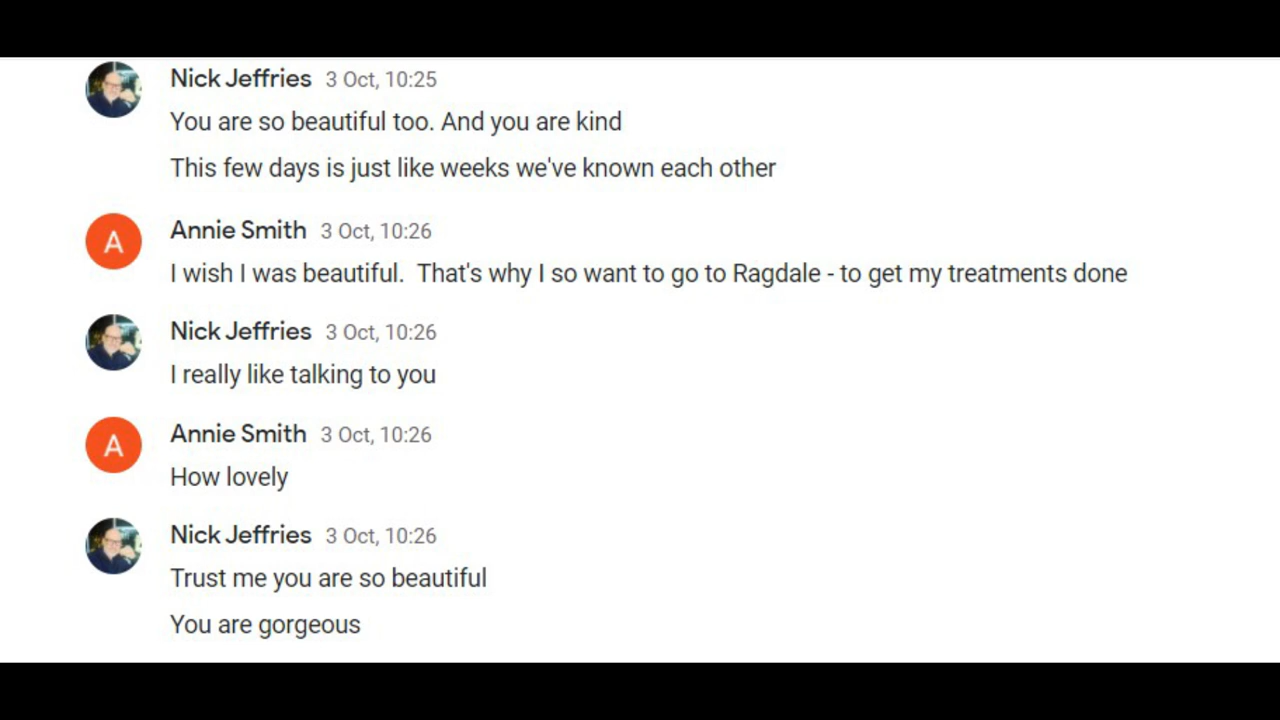 Nick Jeffries 3 Oct, 10:25
You are so beautiful too. And you are kind
This few days is just like weeks we've known each other
A
Annie Smith 3 Oct, 10:26
I wish I was beautiful.  That's why I so want to go to Ragdale - to get my treatments done
Nick Jeffries 3 Oct, 10:26
I really like talking to you
A
Annie Smith 3 Oct, 10:26
How lovely
Nick Jeffries 3 Oct, 10:26
Trust me you are so beautiful
You are gorgeous